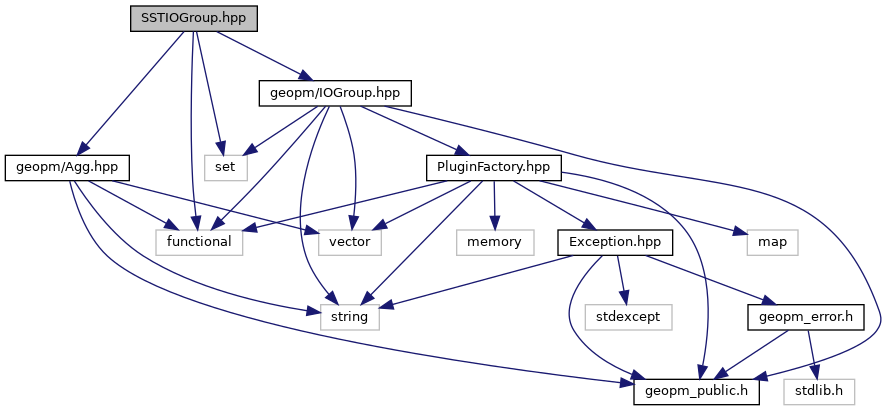 SSTIOGroup.hpp
geopm/IOGroup.hpp
geopm/Agg.hpp
set
PluginFactory.hpp
functional
vector
memory
Exception.hpp
map
string
stdexcept
geopm_error.h
geopm_public.h
stdlib.h